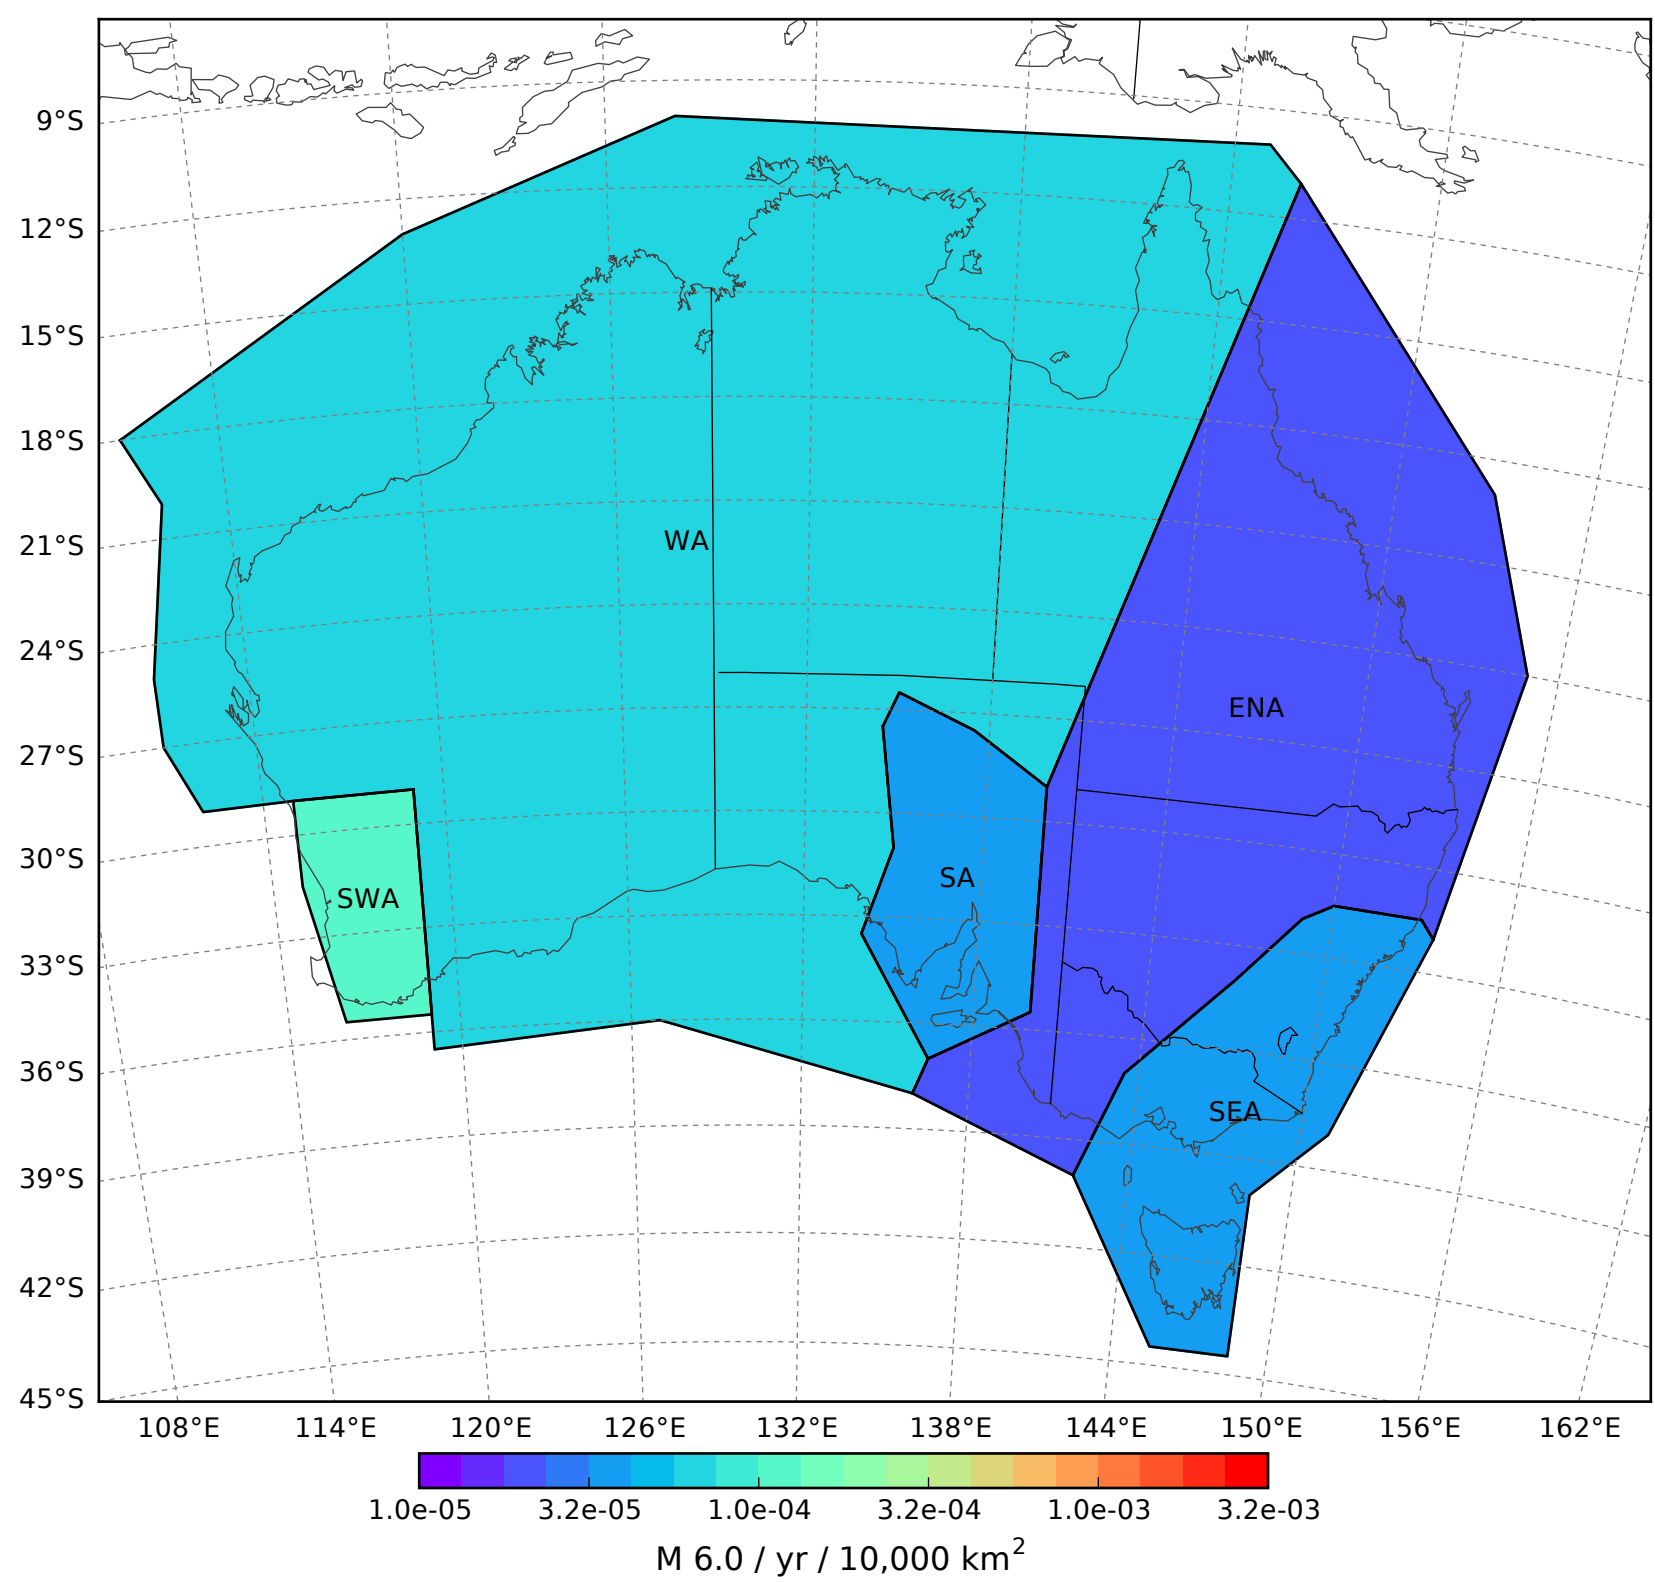 9°S
12°S
15°S
18°S
21°S
24°S
27°S
30°S
33°S
36°S
39°S
42°S
45°S
WA
ENA
SA
SWA
SEA
108°E 114°E 120°E 126°E 132°E 138°E 144°E 150°E 156°E 162°E
1.0e-05 3.2e-05 1.0e-04 3.2e-04 1.0e-03 3.2e-03
M 6.0 / yr / 10,000 km²